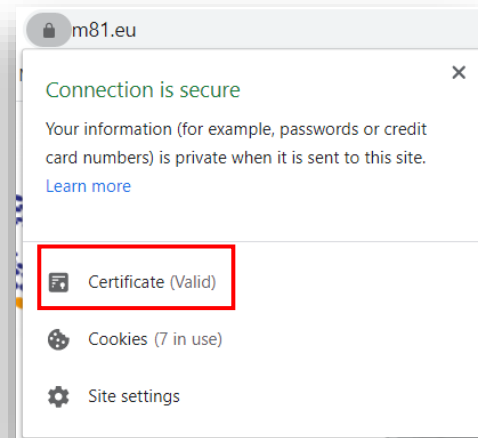 m81.eu
Connection is secure
Your information (for example, passwords or credit
card numbers) is private when it is sent to this site.
Learn more
Certificate (Valid)
Cookies (7 in use)
Site settings